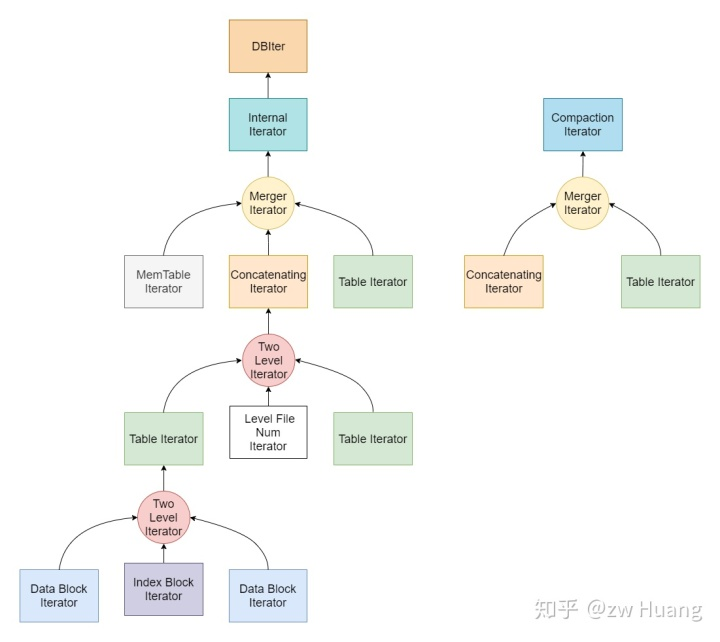 DBIter
Internal
Iterator
Compaction
Iterator
Merger
Iterator
Merger
Iterator
MemTable
Iterator
Concatenating
Iterator
Table Iterator
Concatenating
Iterator
Table Iterator
Two
Level
Iterator
Table Iterator
Level File
Num
Iterator
Table Iterator
Two
Level
Iterator
Data Block
Iterator
Index Block
Iterator
Data Block
Iterator
知乎 @zw Huang